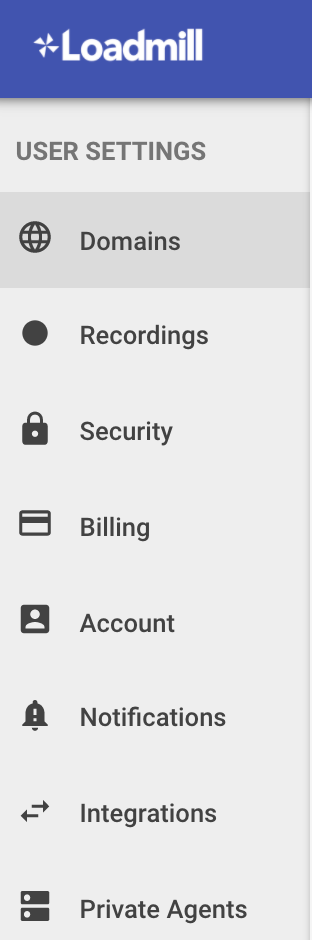 Loadmill
USER SETTINGS
Domains
Recordings
Security
Billing
Account
Notifications
Integrations
Private Agents